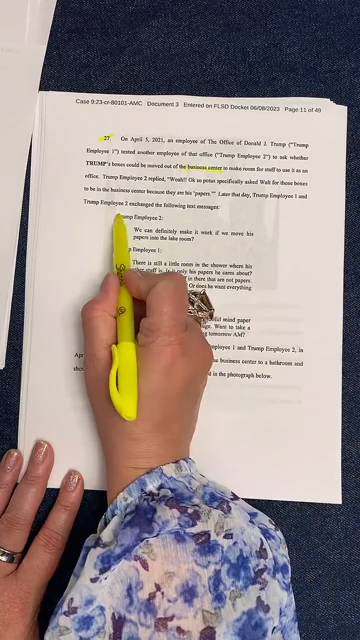 Case 9:23-cr-80101-AMC Document 3 Entered on FLSD Docket 06/08/2023 Page 11 of 49
27. On April 5, 2021, an employee of The Office of Donald J. Trump ("Trump
Employee 1") texted another employee of that office ("Trump Employee 2") to ask whether
TRUMP's boxes could be moved out of the business center to make room for staff to use it as an
office. Trump Employee 2 replied, "Woah!! Ok so potus specifically asked Walt for those boxes
to be in the business center because they are his 'papers.'" Later that day, Trump Employee 1 and
Trump Employee 2 exchanged the following text messages:
Trump Employee 2:
We can definitely make it work if we move his
papers into the lake room?
Employee 1:
There is still a little room in the shower where his
other stuff is. Is it only his papers he cares about?
in there that are not papers.
Or does he want everything
mind paper
Want to take a
tomorrow AM?
Employee 1 and Trump Employee 2, in
business center to a bathroom and
in the photograph below.